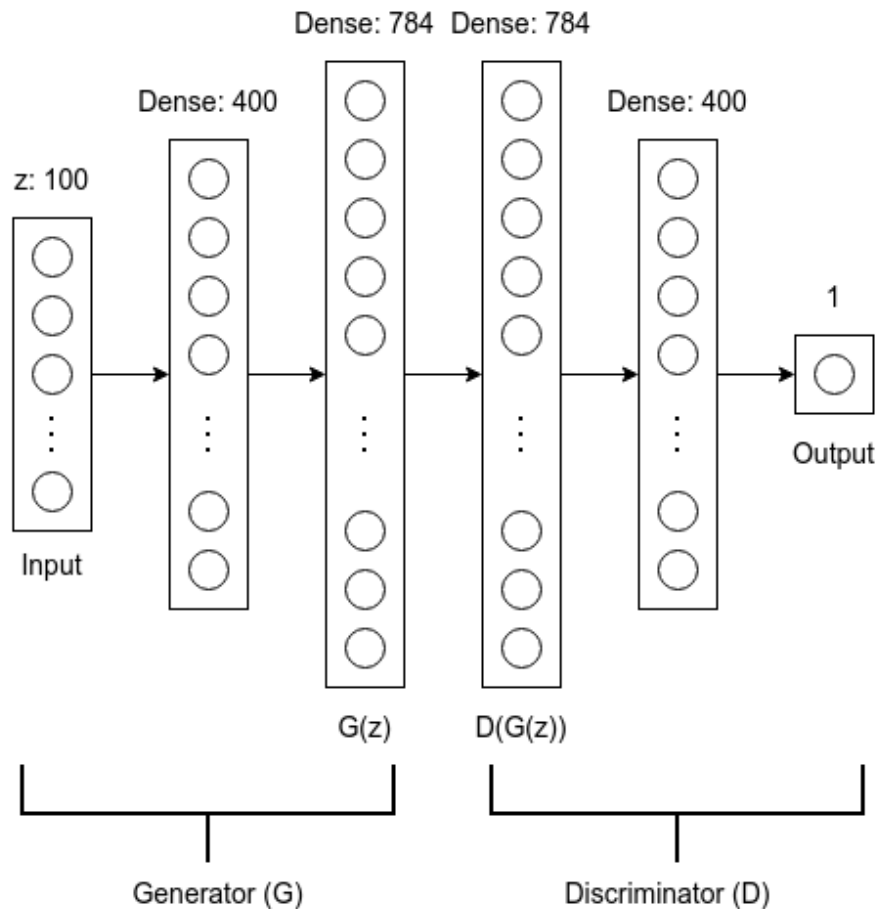 Dense: 784 Dense: 784
Dense: 400
Dense: 400
z: 100
1
Output
Input
G(z)
D(G(z))
Generator (G)
Discriminator (D)